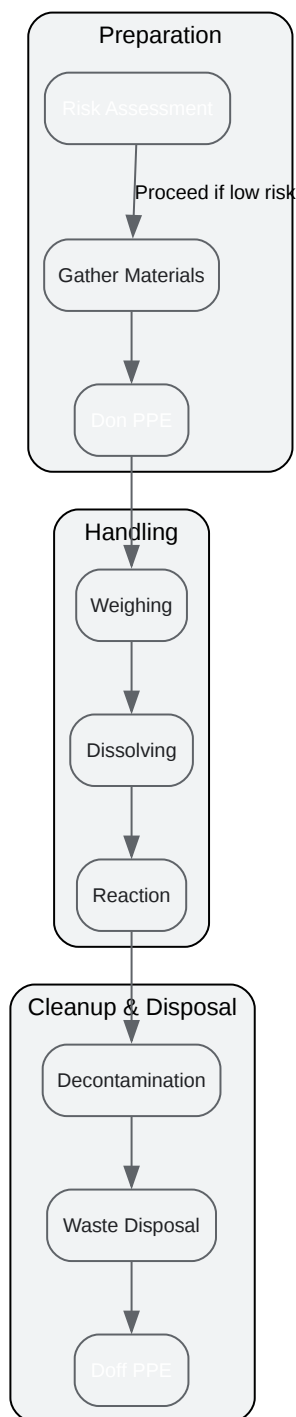 Preparation
Risk Assessment
Proceed if low risk
Gather Materials
Don PPE
Handling
Weighing
Dissolving
Reaction
Cleanup & Disposal
Decontamination
Waste Disposal
Doff PPE